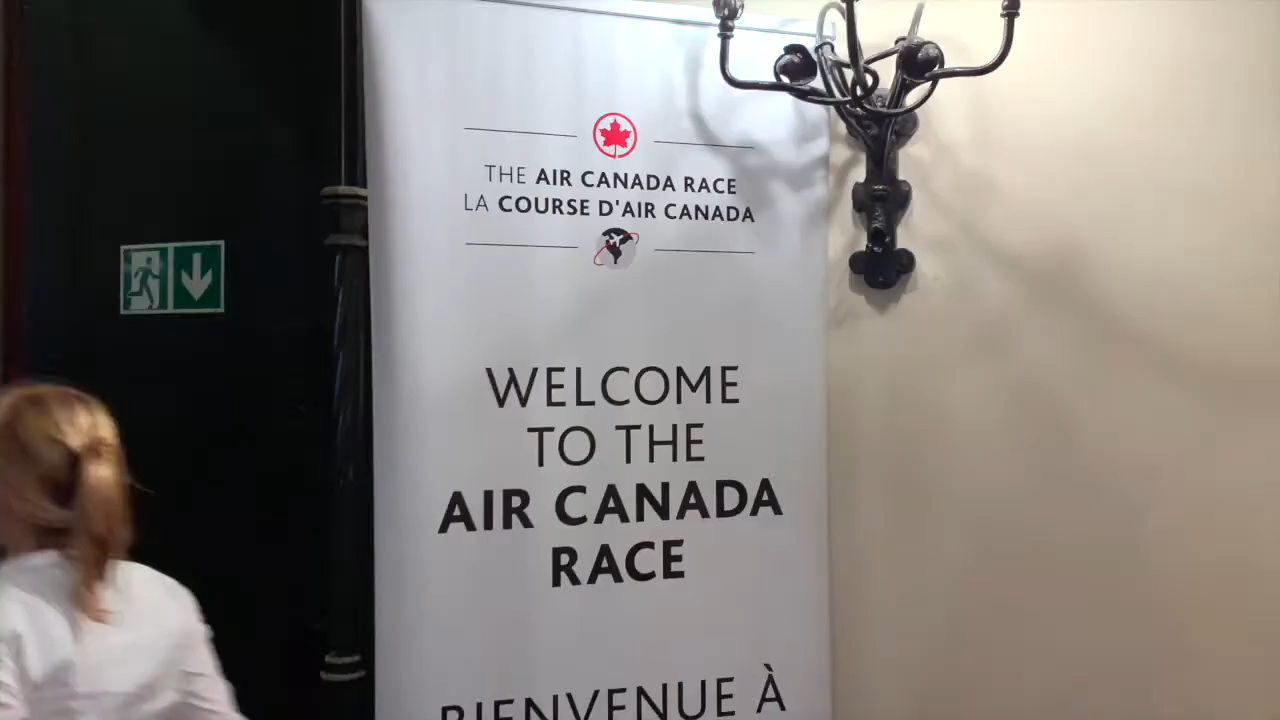 THE AIR CANADA RACE
LA COURSE D'AIR CANADA
WELCOME
TO THE
AIR CANADA
RACE
BIENVENUE À